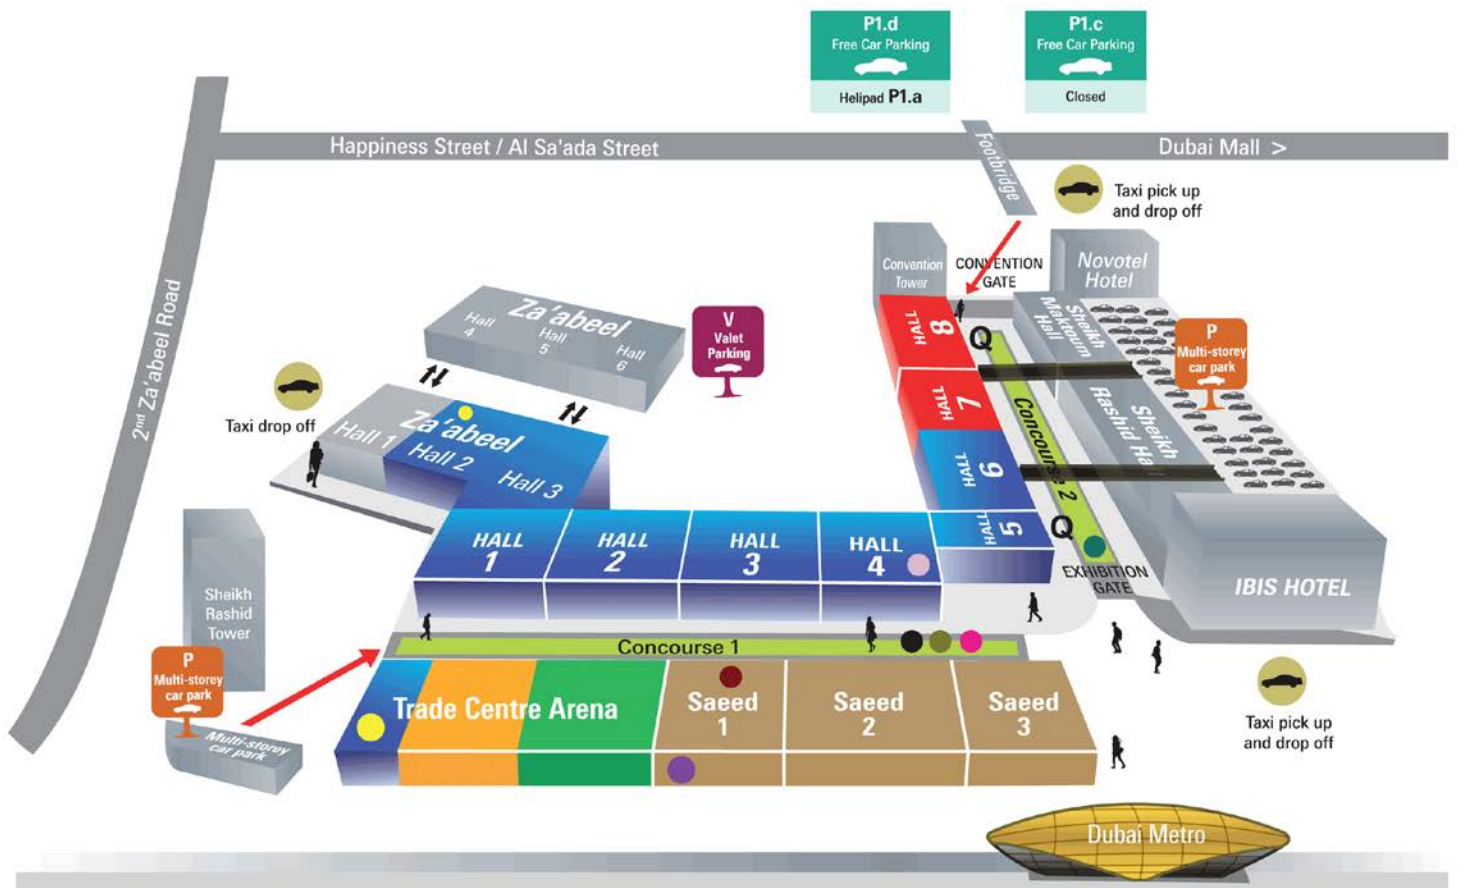 P1.d
Free Car Parking
Helipad P1.a
P1.c
Free Car Parking
Closed
Happiness Street / Al Sa'ada Street
Footbridge
Dubai Mall >
Taxi pick up
and drop off
2nd Za'abeel Road
Convention
Tower
CONVENTION
GATE
Novotel
Hotel
Za'abeel
Hall
4
Hall
5
Hall
6
V
Valet
Parking
HALL
8
Q
Sheikh
Maktoum
Hall
P
Multi-storey
car park
Taxi drop off
Hall 1
Za'abeel
Hall 2
Hall 3
HALL
7
Concourse 2
Sheikh
Rashid Ha
HALL
6
HALL
5
Q
EXHIBITION
GATE
IBIS HOTEL
HALL
1
HALL
2
HALL
3
HALL
4
Sheikh
Rashid
Tower
Concourse 1
P
Multi-storey
car park
Multi-storey
car park
Trade Centre Arena
Saeed
1
Saeed
2
Saeed
3
Taxi pick up
and drop off
Dubai Metro